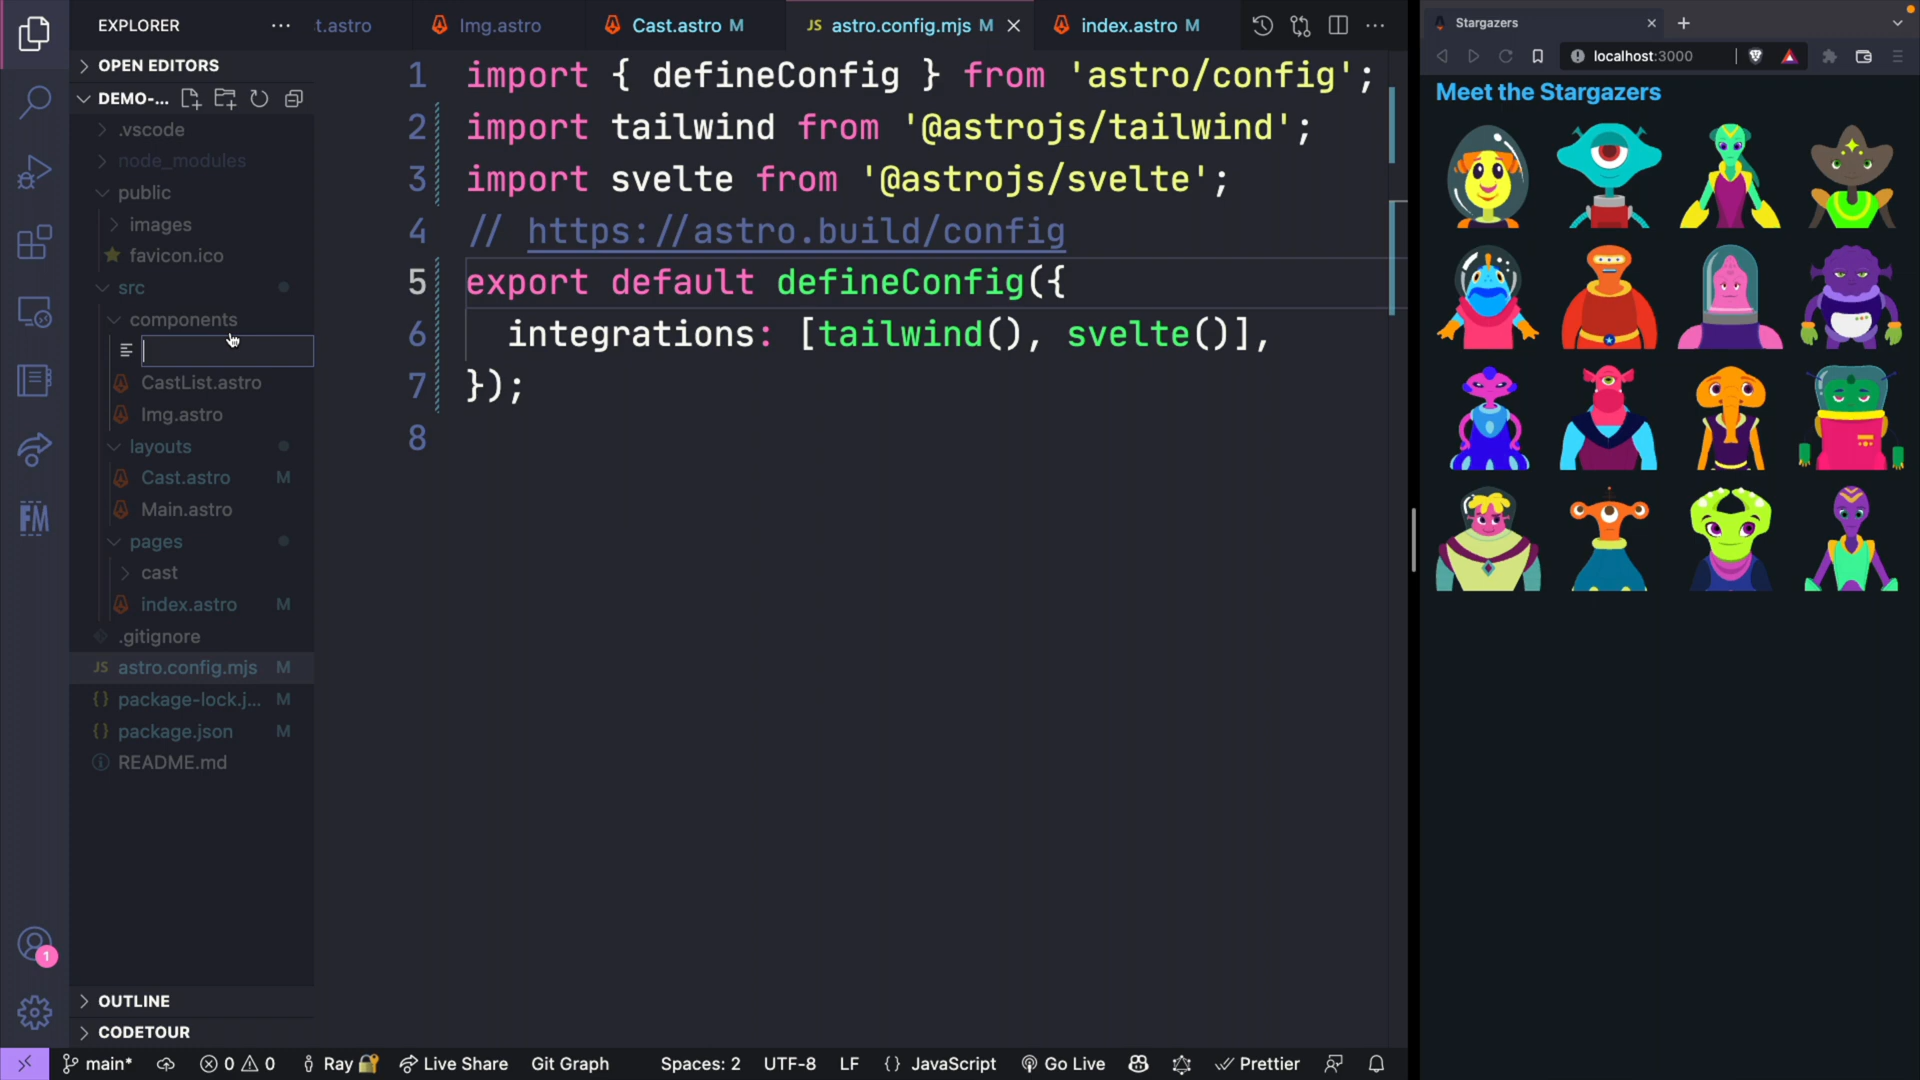 EXPLORER
t.astro
Img.astro
Cast.astro M
JS astro.config.mjs M
index.astro M
OPEN EDITORS
DEMO-...
.vscode
node_modules
public
images
favicon.ico
src
components
CastList.astro
Img.astro
layouts
Cast.astro M
Main.astro
pages
cast
index.astro M
.gitignore
JS astro.config.mjs M
{} package-lock.j... M
{} package.json M
README.md
OUTLINE
CODETOUR
FM
1
1 import { defineConfig } from 'astro/config';
2 import tailwind from '@astrojs/tailwind';
3 import svelte from '@astrojs/svelte';
4 // https://astro.build/config
5 export default defineConfig({
6 integrations: [tailwind(), svelte()],
7 });
8
Stargazers
localhost:3000
Meet the Stargazers
main* 0 0 Ray Live Share Git Graph Spaces: 2 UTF-8 LF {} JavaScript Go Live Prettier